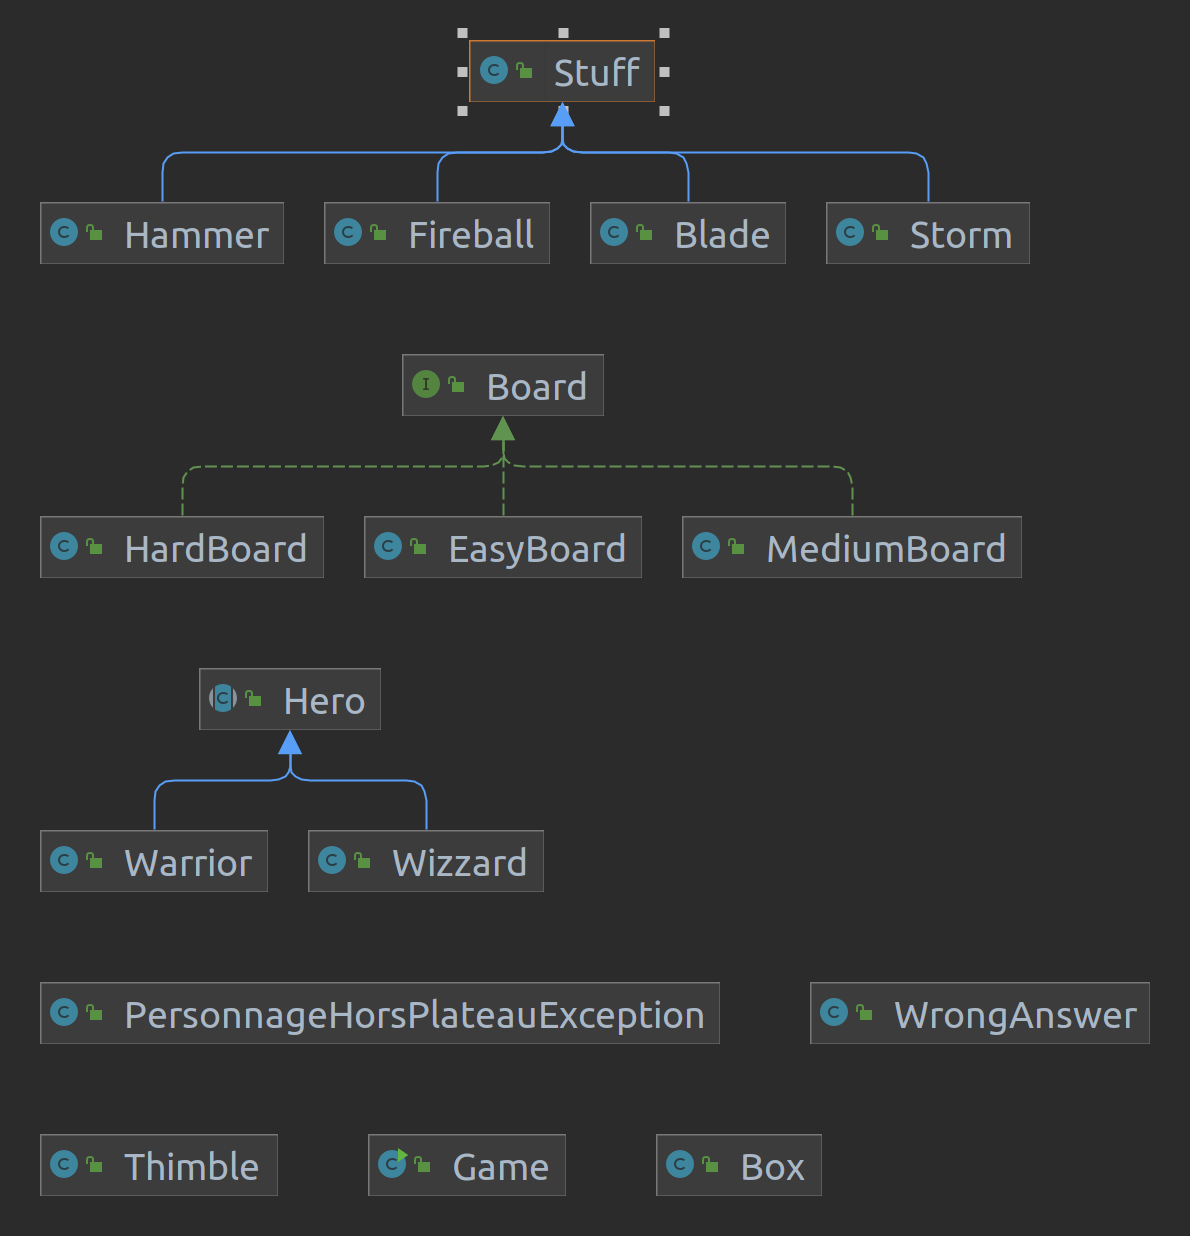 Stuff
Hammer
Fireball
Blade
Storm
Board
HardBoard
EasyBoard
MediumBoard
Hero
Warrior
Wizzard
PersonnageHorsPlateauException
WrongAnswer
Thimble
Game
Box